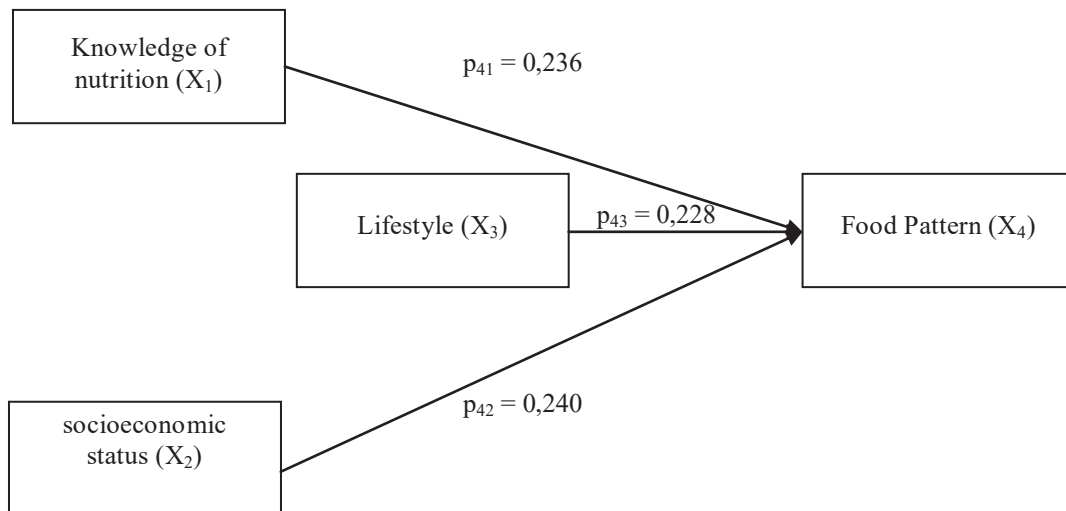 Knowledge of
nutrition (X₁)
p₄₁ = 0,236
Lifestyle (X₃)
p₄₃ = 0,228
Food Pattern (X₄)
p₄₂ = 0,240
socioeconomic
status (X₂)